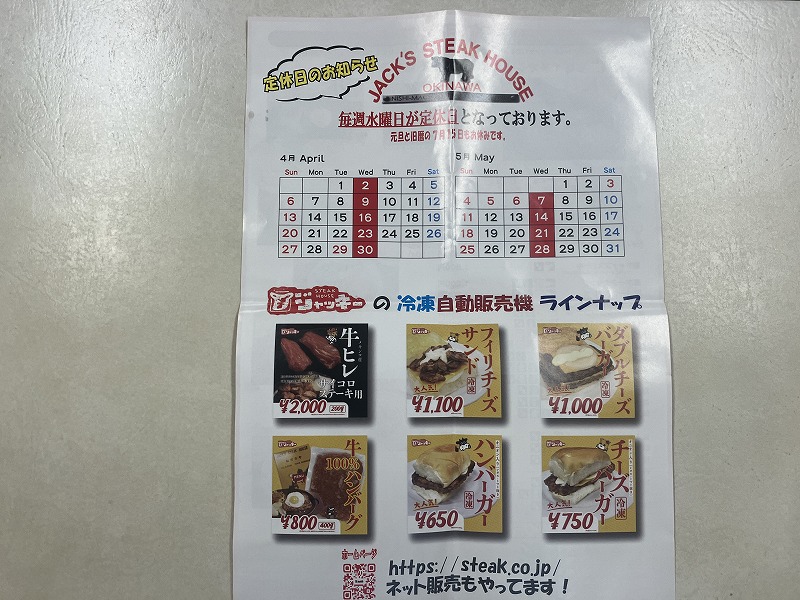 定休日のお知らせ
JACK'S STEAK HOUSE
OKINAWA
毎週水曜日が定休日となっております。
元旦と旧暦の7月15日もお休みです。
4月 April
Sun Mon Tue Wed Thu Fri Sat
1 2 3 4 5
6 7 8 9 10 11 12
13 14 15 16 17 18 19
20 21 22 23 24 25 26
27 28 29 30
5月 May
Sun Mon Tue Wed Thu Fri Sat
1 2 3
4 5 6 7 8 9 10
11 12 13 14 15 16 17
18 19 20 21 22 23 24
25 26 27 28 29 30 31
STEAK HOUSE
ジャッキーの冷凍自動販売機 ラインナップ
牛ヒレ
サイコロ
ステーキ用
¥2,000 200g
フィリチーズ
サンド
冷凍
大人気!
¥1,100
ダブルチーズ
バーガー
冷凍
¥1,000
牛100%ハンバーグ
¥800 400g
ハンバーガー
冷凍
大人気!
¥650
チーズ
バーガー
冷凍
大人気!
¥750
ホームページ
https://steak.co.jp/
ネット販売もやってます!